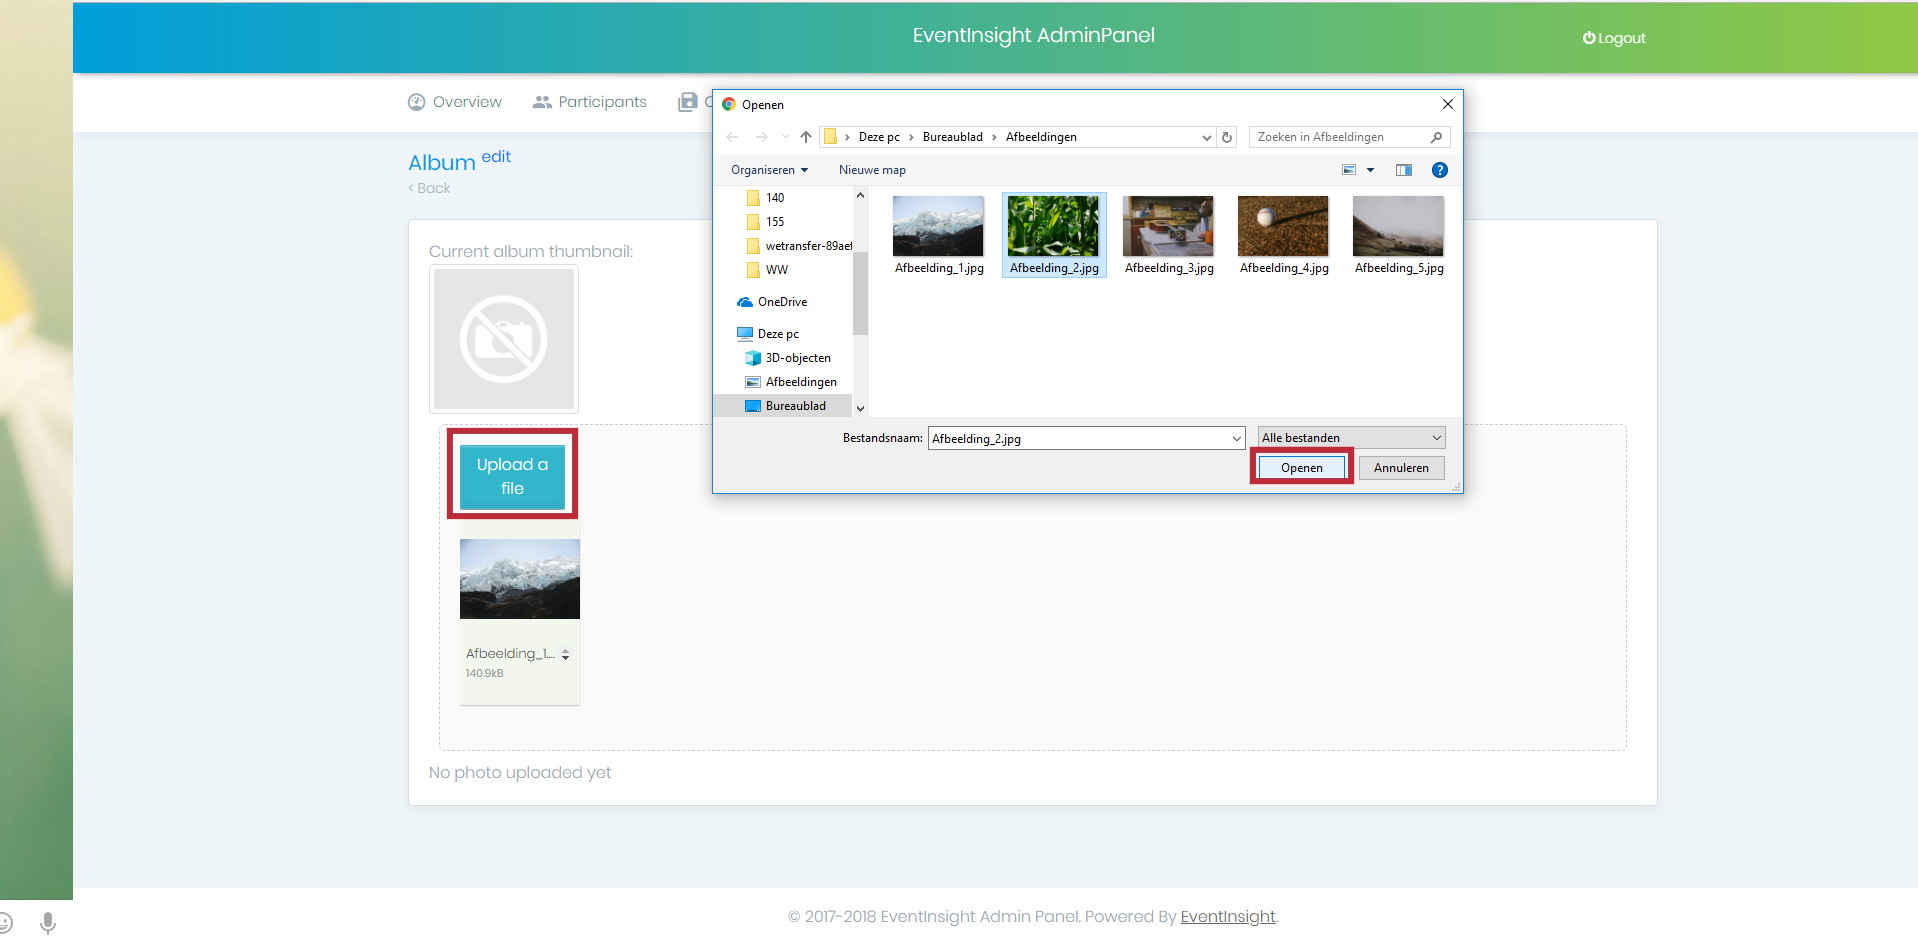 EventInsight AdminPanel
Logout
Overview
Participants
Album edit
< Back
Current album thumbnail:
Upload a
file
Afbeelding_1....
140.9kB
No photo uploaded yet
Openen
Deze pc > Bureaublad > Afbeeldingen
Zoeken in Afbeeldingen
Organiseren
Nieuwe map
140
155
wetransfer-89aef
WW
OneDrive
Deze pc
3D-objecten
Afbeeldingen
Bureaublad
Afbeelding_1.jpg
Afbeelding_2.jpg
Afbeelding_3.jpg
Afbeelding_4.jpg
Afbeelding_5.jpg
Bestandsnaam: Afbeelding_2.jpg
Alle bestanden
Openen
Annuleren
© 2017-2018 EventInsight Admin Panel. Powered By EventInsight.